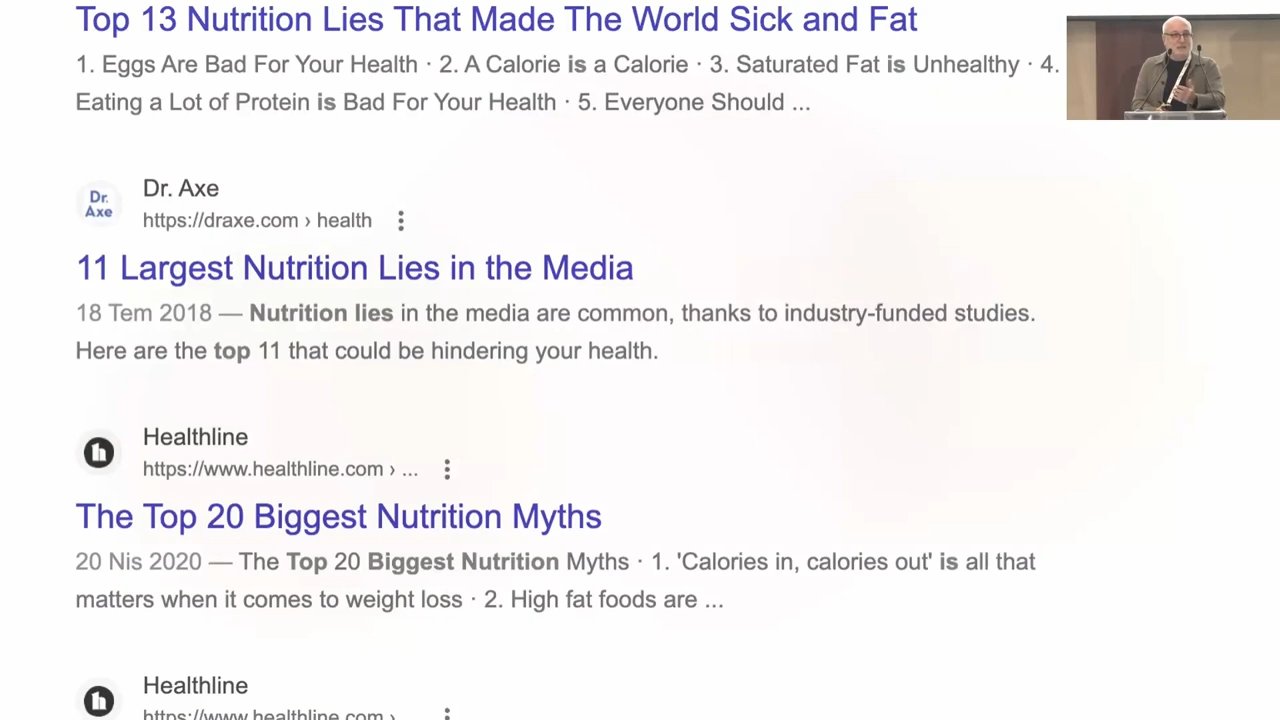 Top 13 Nutrition Lies That Made The World Sick and Fat
1. Eggs Are Bad For Your Health · 2. A Calorie is a Calorie · 3. Saturated Fat is Unhealthy · 4.
Eating a Lot of Protein is Bad For Your Health · 5. Everyone Should ...
Dr. Axe
Dr. Axe
https://draxe.com › health
11 Largest Nutrition Lies in the Media
18 Tem 2018 — Nutrition lies in the media are common, thanks to industry-funded studies.
Here are the top 11 that could be hindering your health.
h
Healthline
https://www.healthline.com › ...
The Top 20 Biggest Nutrition Myths
20 Nis 2020 — The Top 20 Biggest Nutrition Myths · 1. 'Calories in, calories out' is all that
matters when it comes to weight loss · 2. High fat foods are ...
h
Healthline
https://www.healthline.com ›